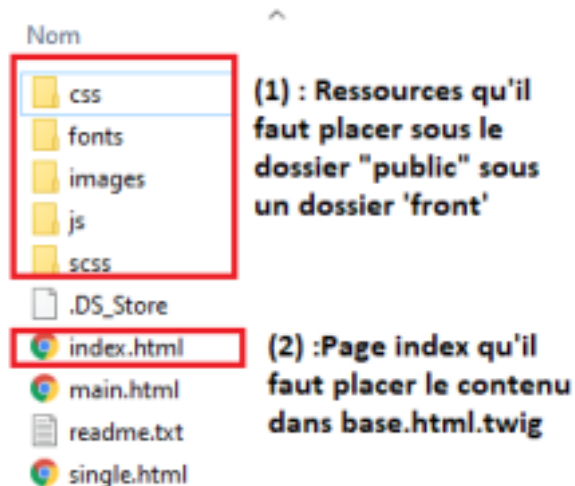 Nom
css
fonts
images
js
scss
.DS_Store
index.html
main.html
readme.txt
single.html
(1) : Ressources qu'il
faut placer sous le
dossier "public" sous
un dossier 'front'
(2) :Page index qu'il
faut placer le contenu
dans base.html.twig